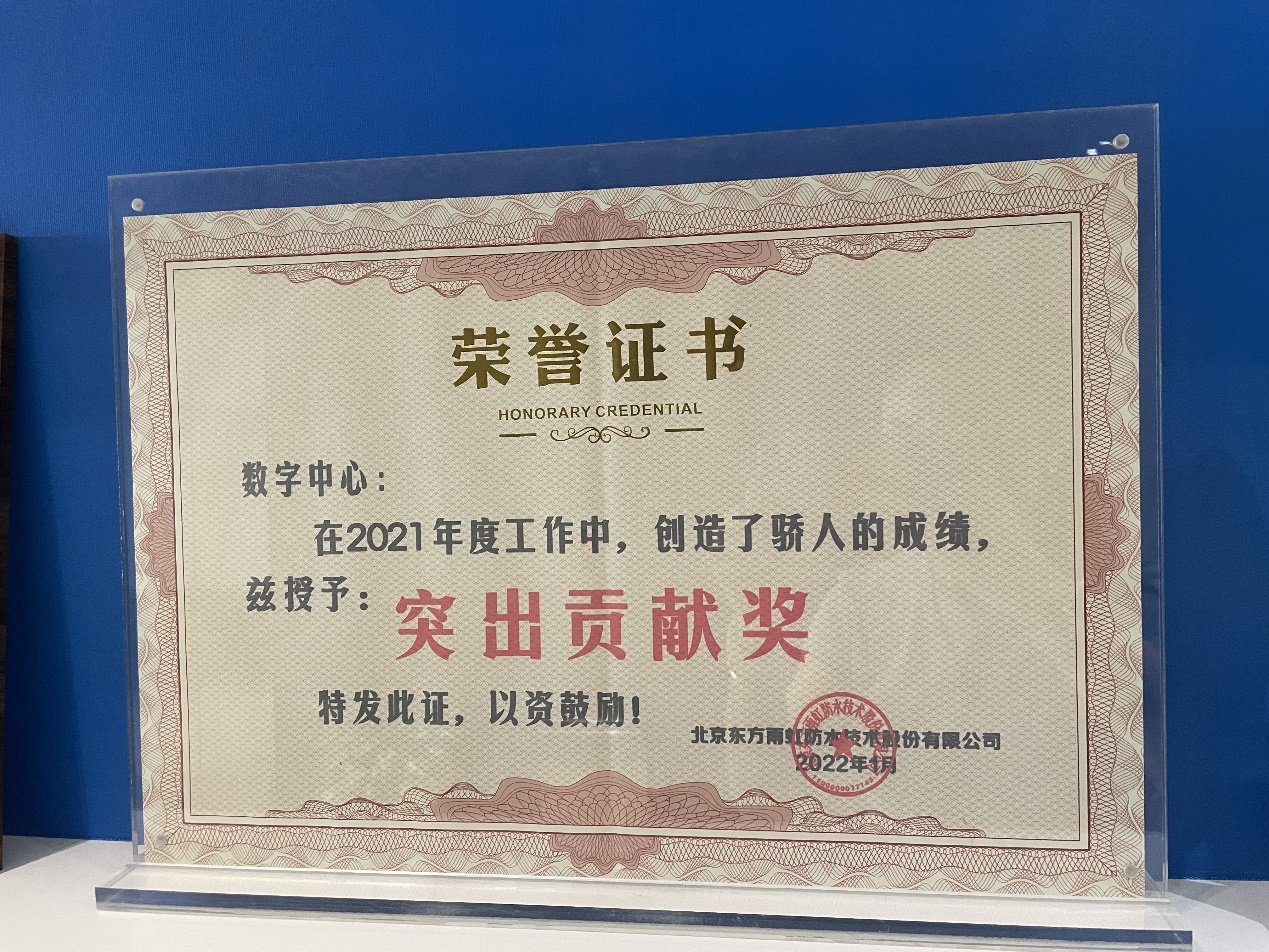 荣誉证书
HONORARY CREDENTIAL
数字中心：
在2021年度工作中，创造了骄人的成绩，
兹授予：突出贡献奖
特发此证，以资鼓励！
北京东方雨虹防水技术股份有限公司
2022年1月